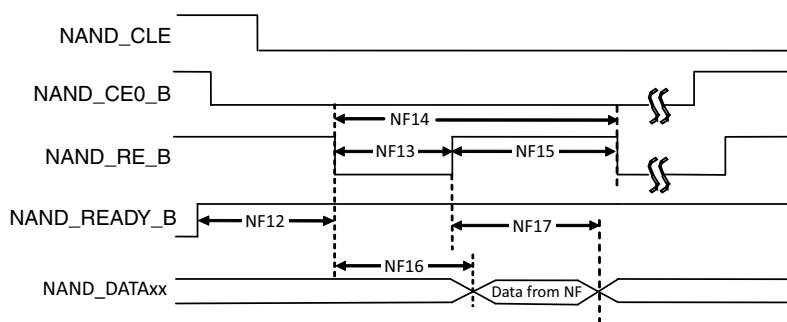 NAND_CLE
NAND_CE0_B
NF14
NAND_RE_B
NF13
NF15
NAND_READY_B
NF12
NF17
NF16
NAND_DATAxx
Data from NF